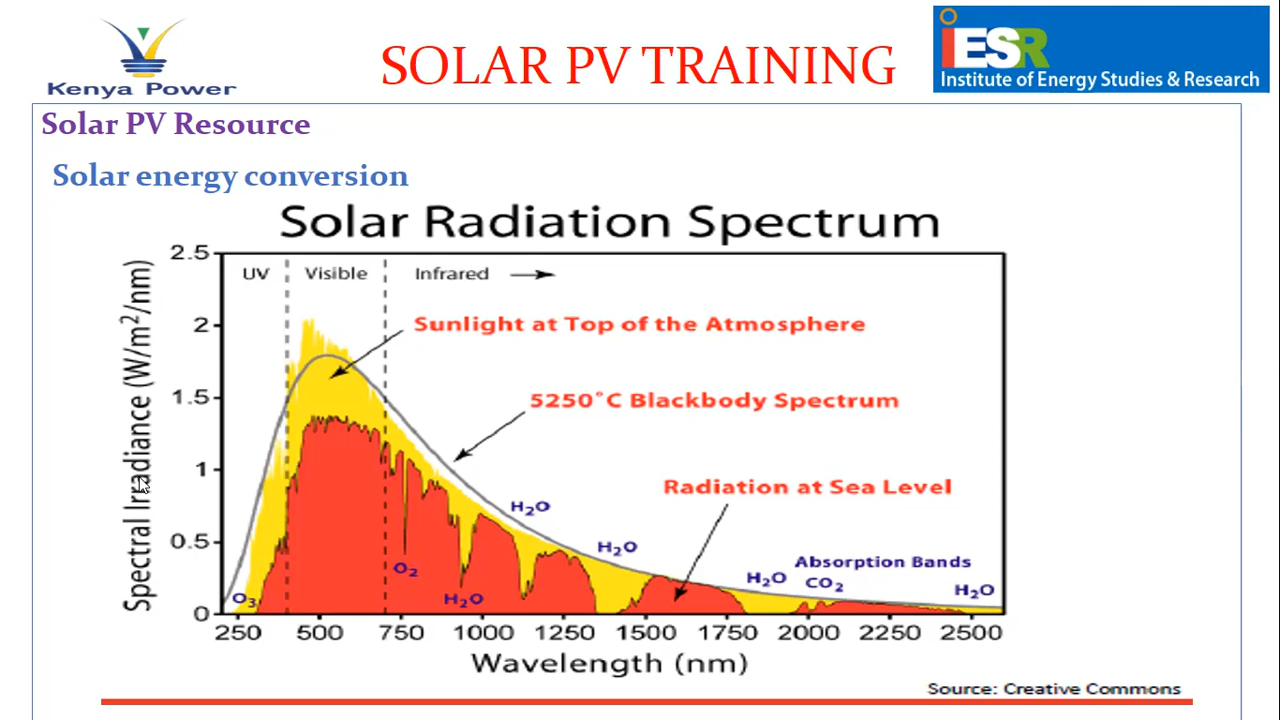 Kenya Power
SOLAR PV TRAINING
iESR
Institute of Energy Studies & Research
Solar PV Resource
Solar energy conversion
Solar Radiation Spectrum
UV Visible Infrared
Sunlight at Top of the Atmosphere
5250°C Blackbody Spectrum
Radiation at Sea Level
Absorption Bands
O₃
O₂
H₂O
H₂O
H₂O
H₂O
CO₂
H₂O
Spectral Irradiance (W/m²/nm)
2.5
2
1.5
1
0.5
0
250 500 750 1000 1250 1500 1750 2000 2250 2500
Wavelength (nm)
Source: Creative Commons